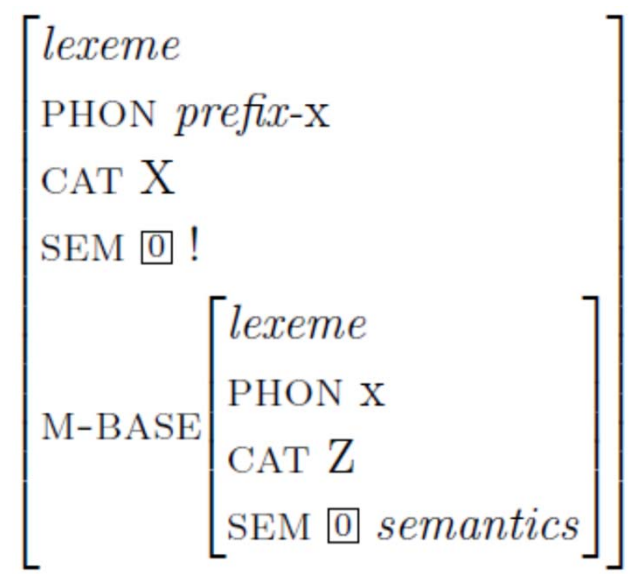 lexeme
PHON prefix-x
CAT X
SEM 0 !
lexeme
PHON x
M-BASE
CAT Z
SEM 0 semantics